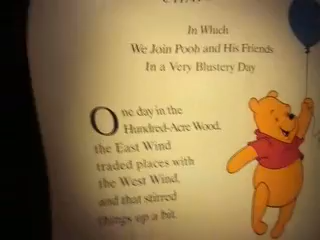 In Which
We Join Pooh and His Friends
In a Very Blustery Day
One day in the
Hundred-Acre Wood,
the East Wind
traded places with
the West Wind,
and that stirred
things up a bit.